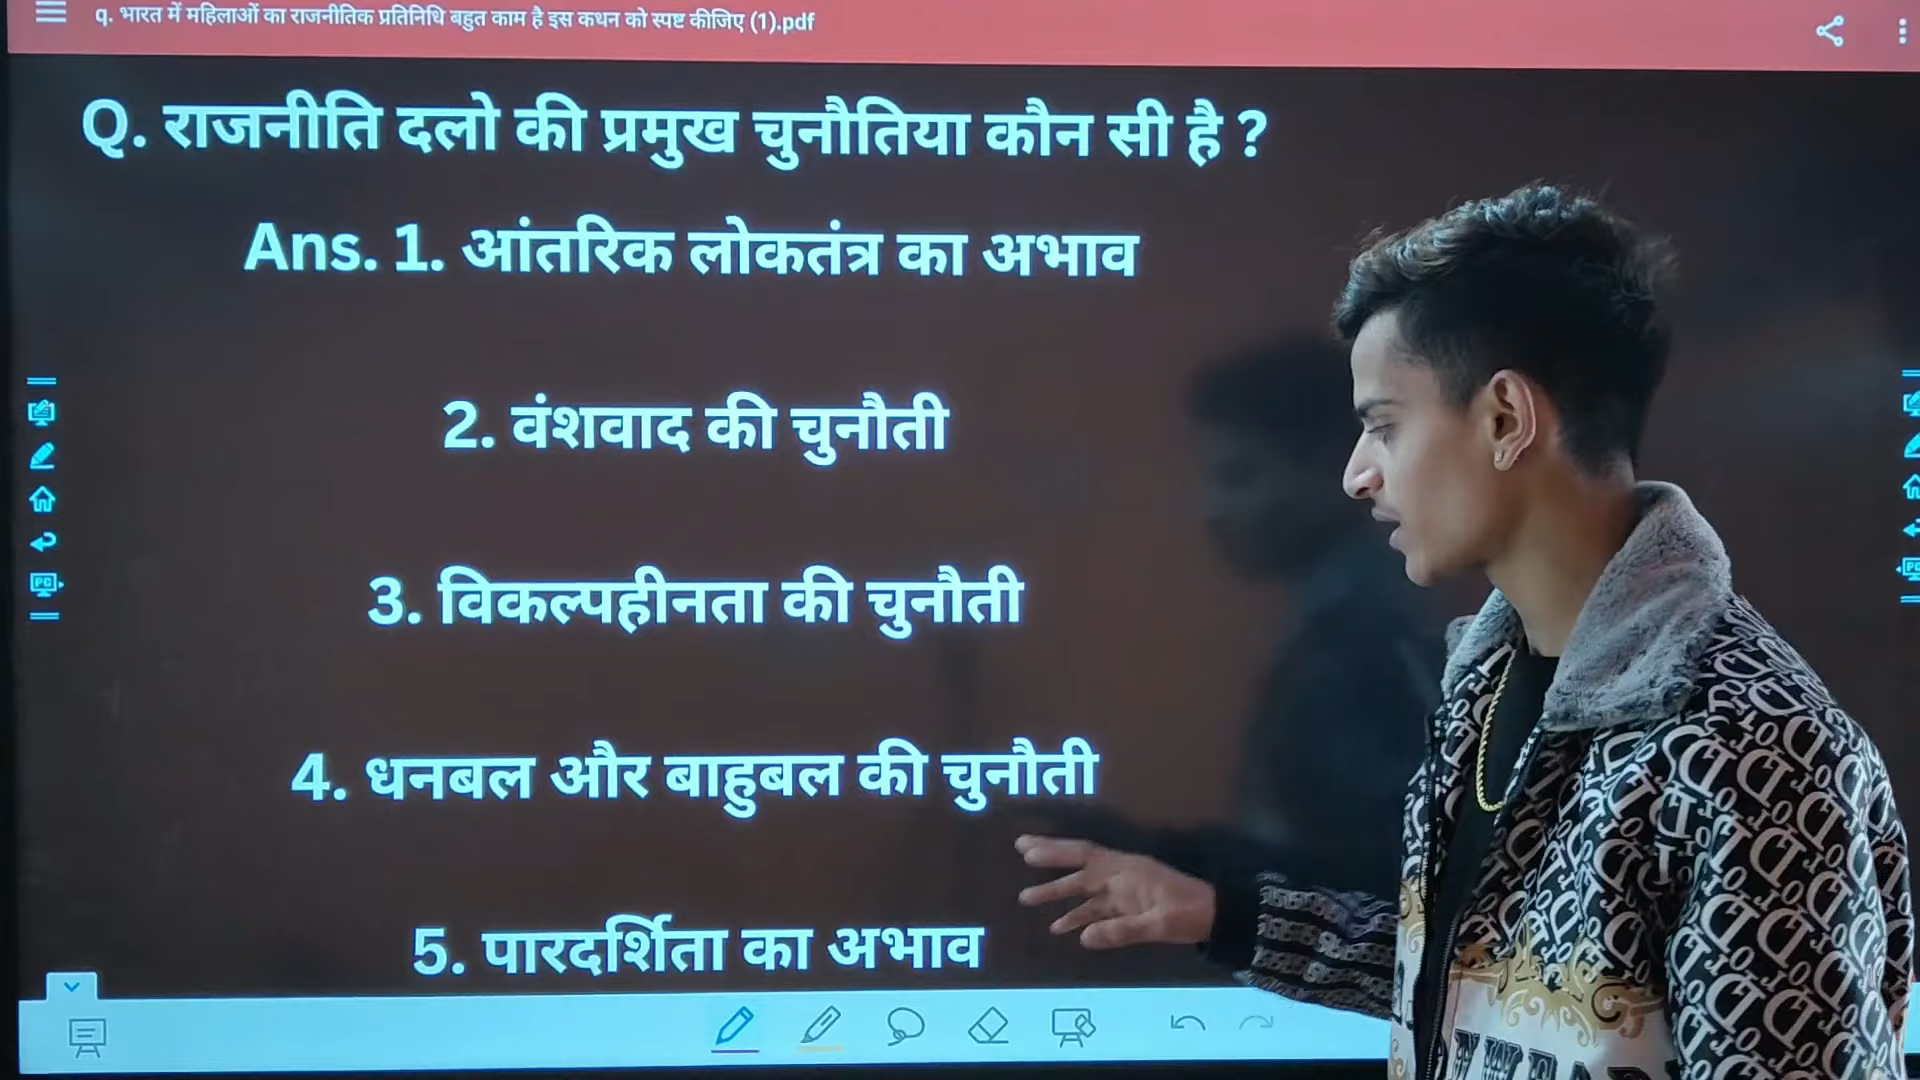 q. भारत में महिलाओं का राजनीतिक प्रतिनिधि बहुत काम है इस कथन को स्पष्ट कीजिए (1).pdf
Q. राजनीति दलो की प्रमुख चुनौतिया कौन सी है ?
Ans. 1. आंतरिक लोकतंत्र का अभाव
2. वंशवाद की चुनौती
3. विकल्पहीनता की चुनौती
4. धनबल और बाहुबल की चुनौती
5. पारदर्शिता का अभाव
PC